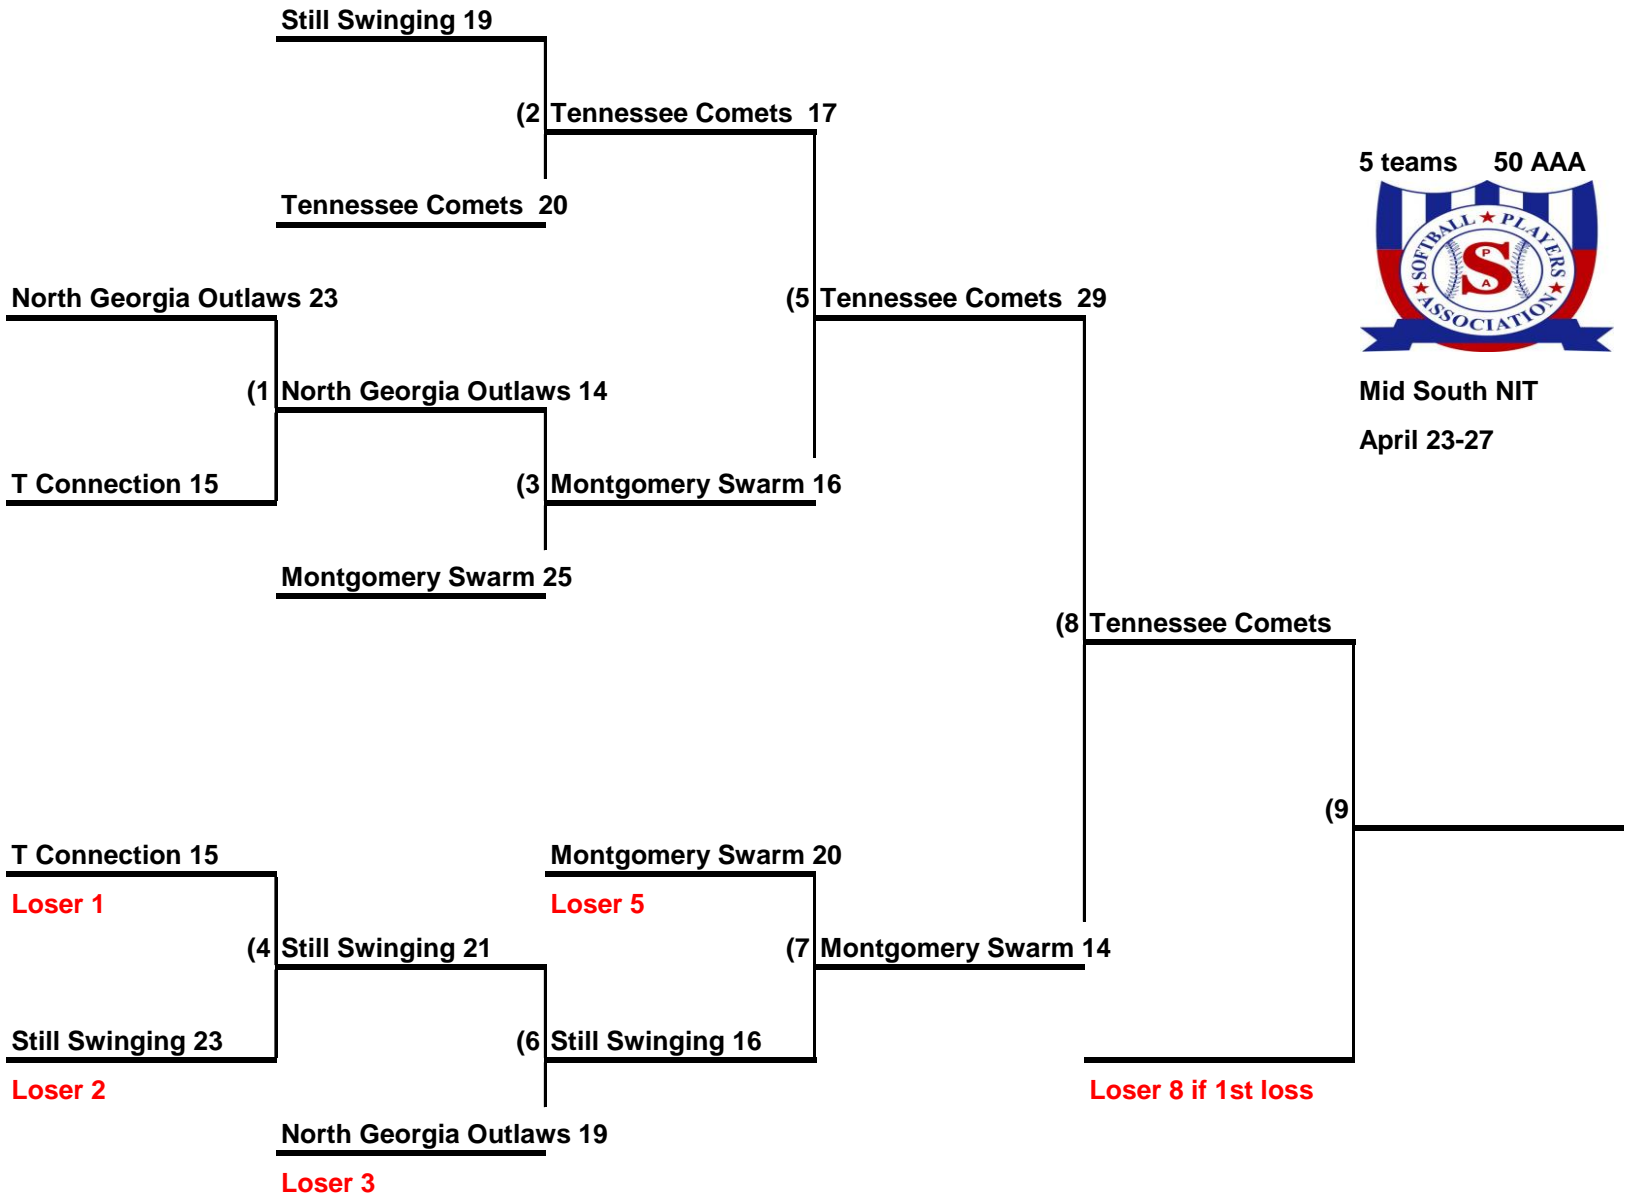 Still Swinging 19
(2 Tennessee Comets 17
5 teams 50 AAA
Tennessee Comets 20
SOFTBALL ★ PLAYERS ★ ASSOCIATION ★
P
S
A
North Georgia Outlaws 23
(5 Tennessee Comets 29
(1 North Georgia Outlaws 14
Mid South NIT
April 23-27
T Connection 15
(3 Montgomery Swarm 16
Montgomery Swarm 25
(8 Tennessee Comets
(9
T Connection 15
Montgomery Swarm 20
Loser 1
Loser 5
(4 Still Swinging 21
(7 Montgomery Swarm 14
Still Swinging 23
(6 Still Swinging 16
Loser 2
Loser 8 if 1st loss
North Georgia Outlaws 19
Loser 3